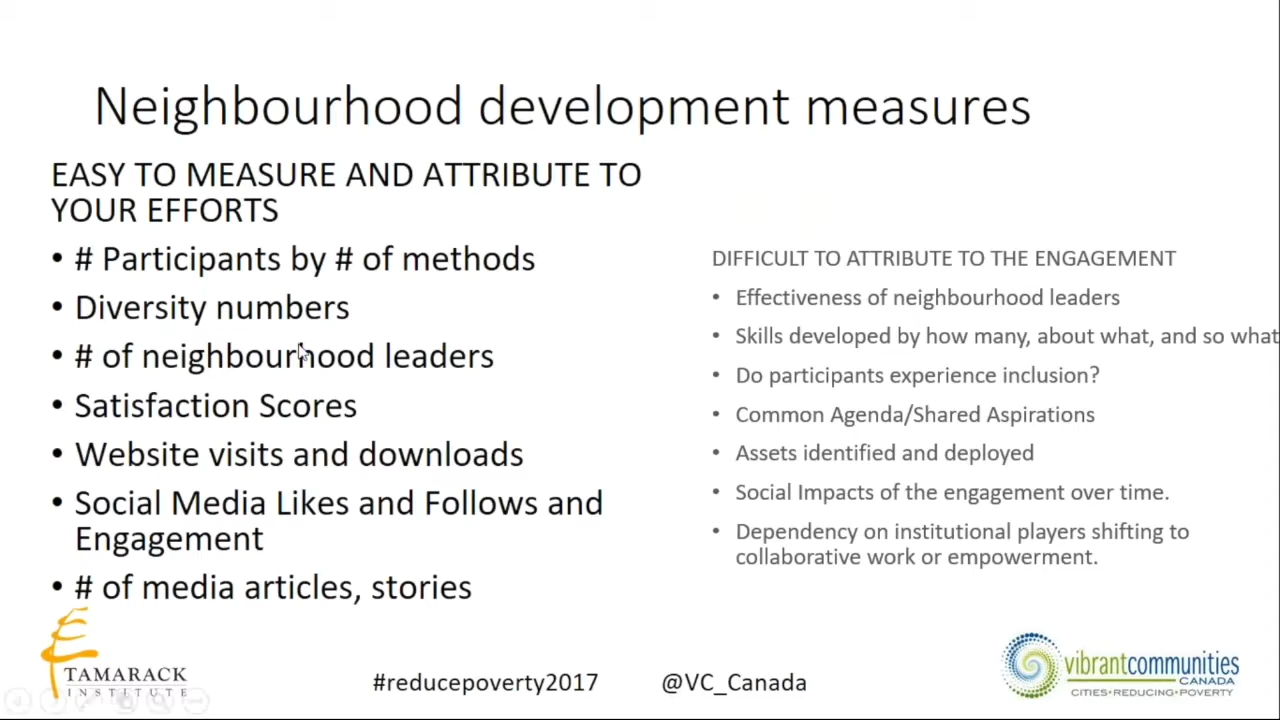 Neighbourhood development measures
EASY TO MEASURE AND ATTRIBUTE TO
YOUR EFFORTS
• # Participants by # of methods
• Diversity numbers
• # of neighbourhood leaders
• Satisfaction Scores
• Website visits and downloads
• Social Media Likes and Follows and
Engagement
• # of media articles, stories
DIFFICULT TO ATTRIBUTE TO THE ENGAGEMENT
• Effectiveness of neighbourhood leaders
• Skills developed by how many, about what, and so what
• Do participants experience inclusion?
• Common Agenda/Shared Aspirations
• Assets identified and deployed
• Social Impacts of the engagement over time.
• Dependency on institutional players shifting to
collaborative work or empowerment.
TAMARACK
INSTITUTE
#reducepoverty2017
@VC_Canada
vibrantcommunities
CANADA
CITIES•REDUCING•POVERTY